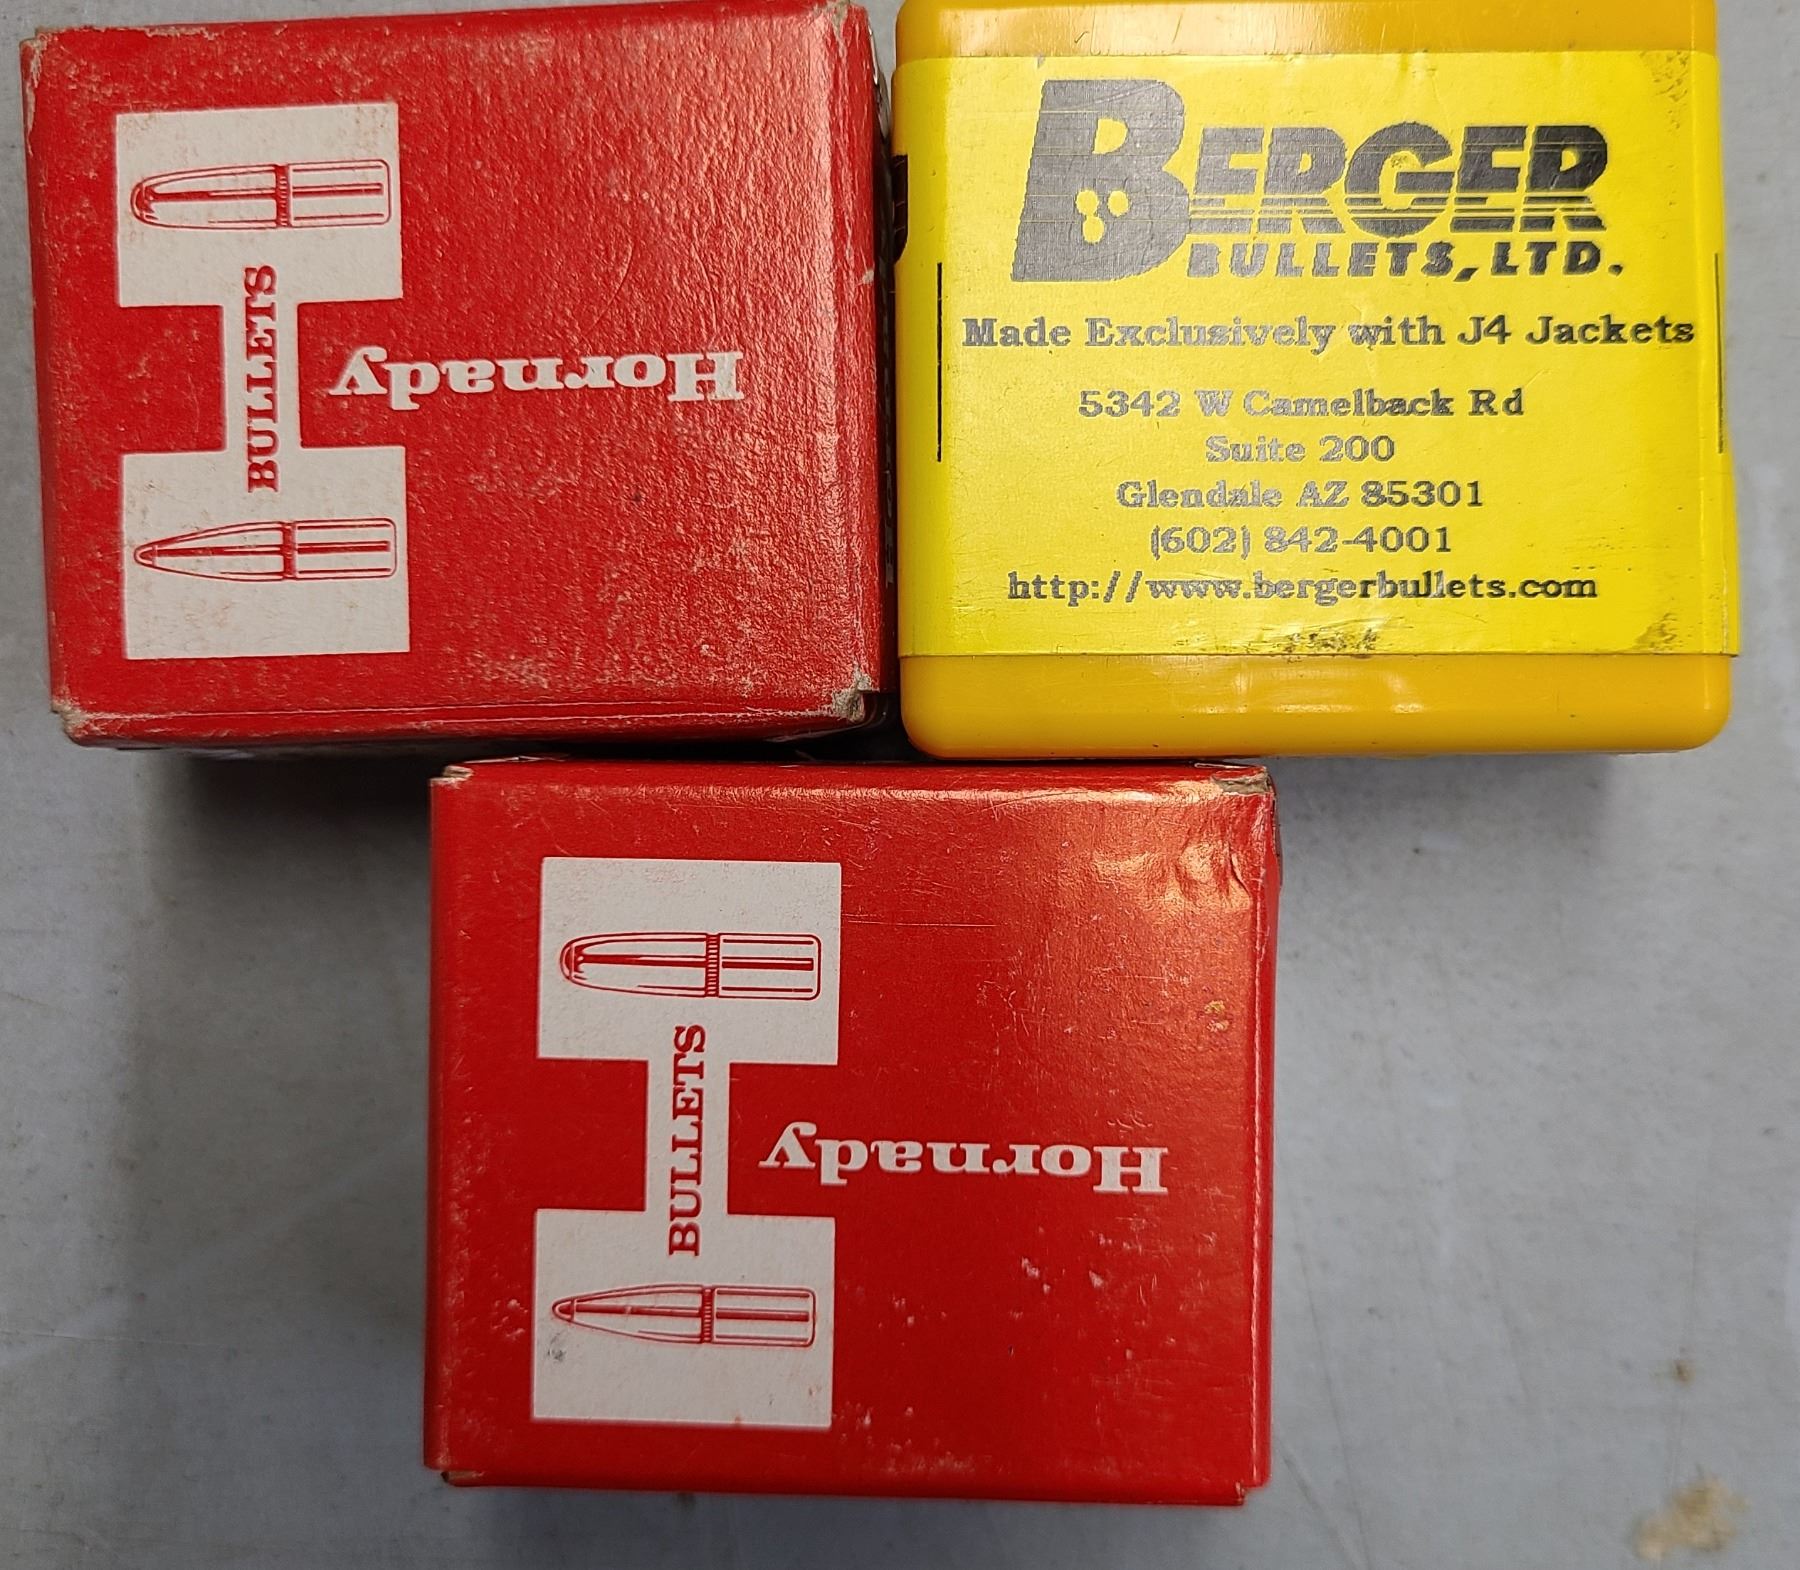 BULLETS
Hornady
BERGER
BULLETS, LTD.
Made Exclusively with J4 Jackets
5342 W Camelback Rd
Suite 200
Glendale AZ 85301
(602) 842-4001
http://www.bergerbullets.com
BULLETS
Hornady